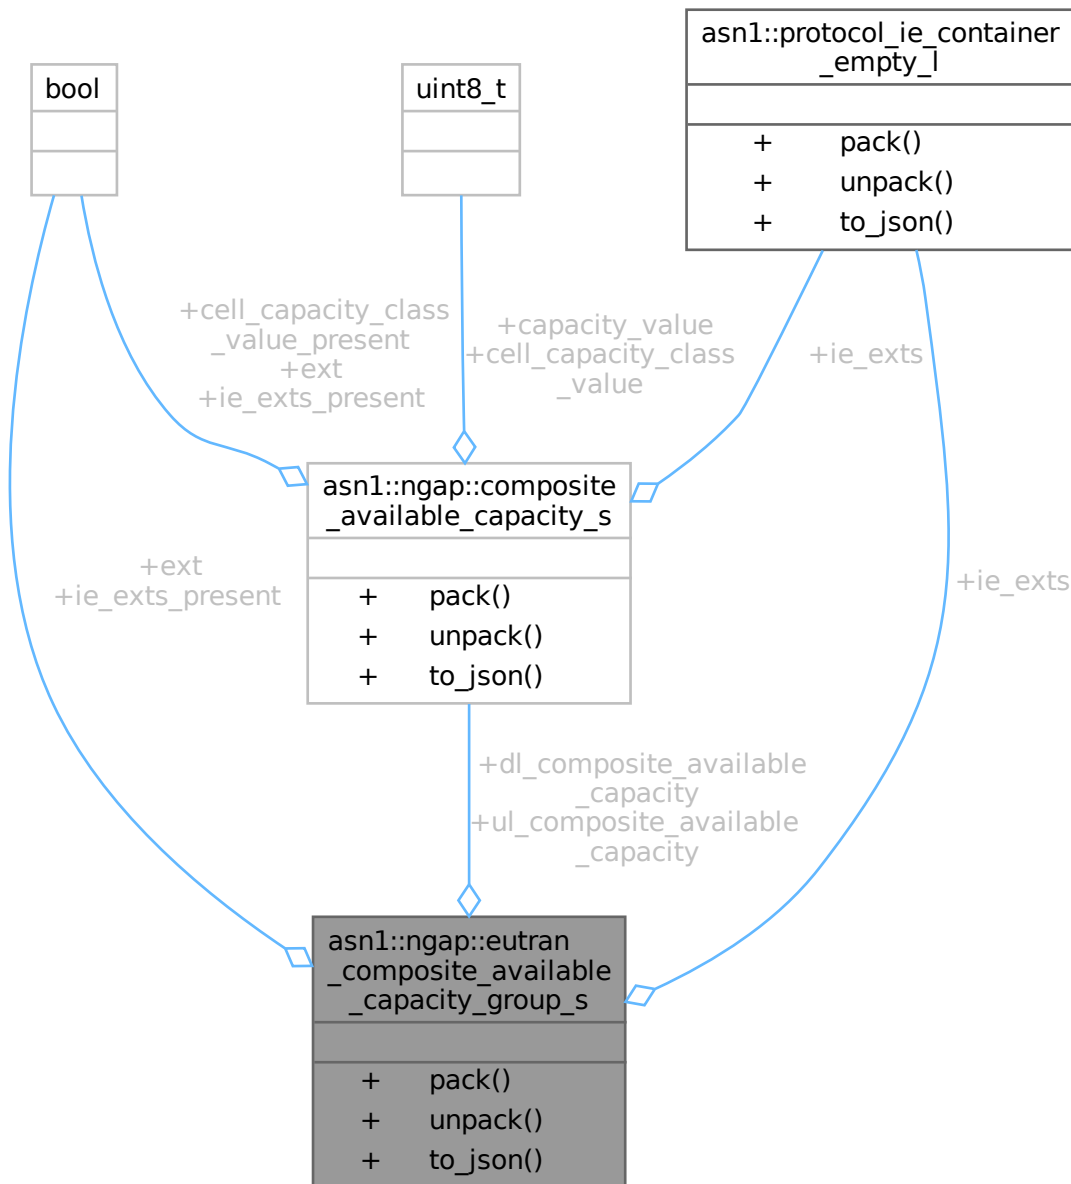 asn1::protocol_ie_container
_empty_l
+ pack()
+ unpack()
+ to_json()
bool
uint8_t
+cell_capacity_class
_value_present
+ext
+ie_exts_present
+capacity_value
+cell_capacity_class
_value
+ie_exts
asn1::ngap::composite
_available_capacity_s
+ pack()
+ unpack()
+ to_json()
+ext
+ie_exts_present
+ie_exts
+dl_composite_available
_capacity
+ul_composite_available
_capacity
asn1::ngap::eutran
_composite_available
_capacity_group_s
+ pack()
+ unpack()
+ to_json()